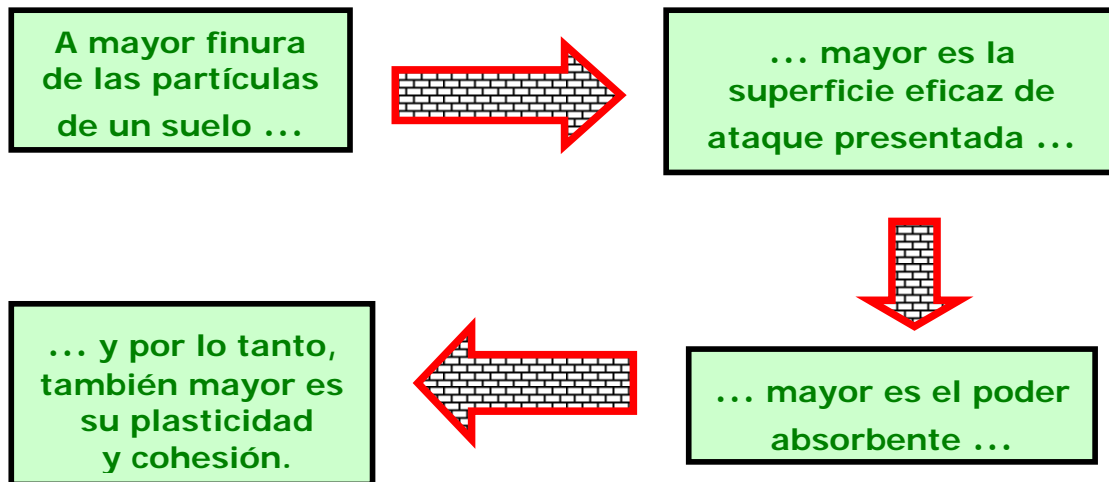 A mayor finura
de las partículas
de un suelo ...
... mayor es la
superficie eficaz de
ataque presentada ...
... mayor es el poder
absorbente ...
... y por lo tanto,
también mayor es
su plasticidad
y cohesión.